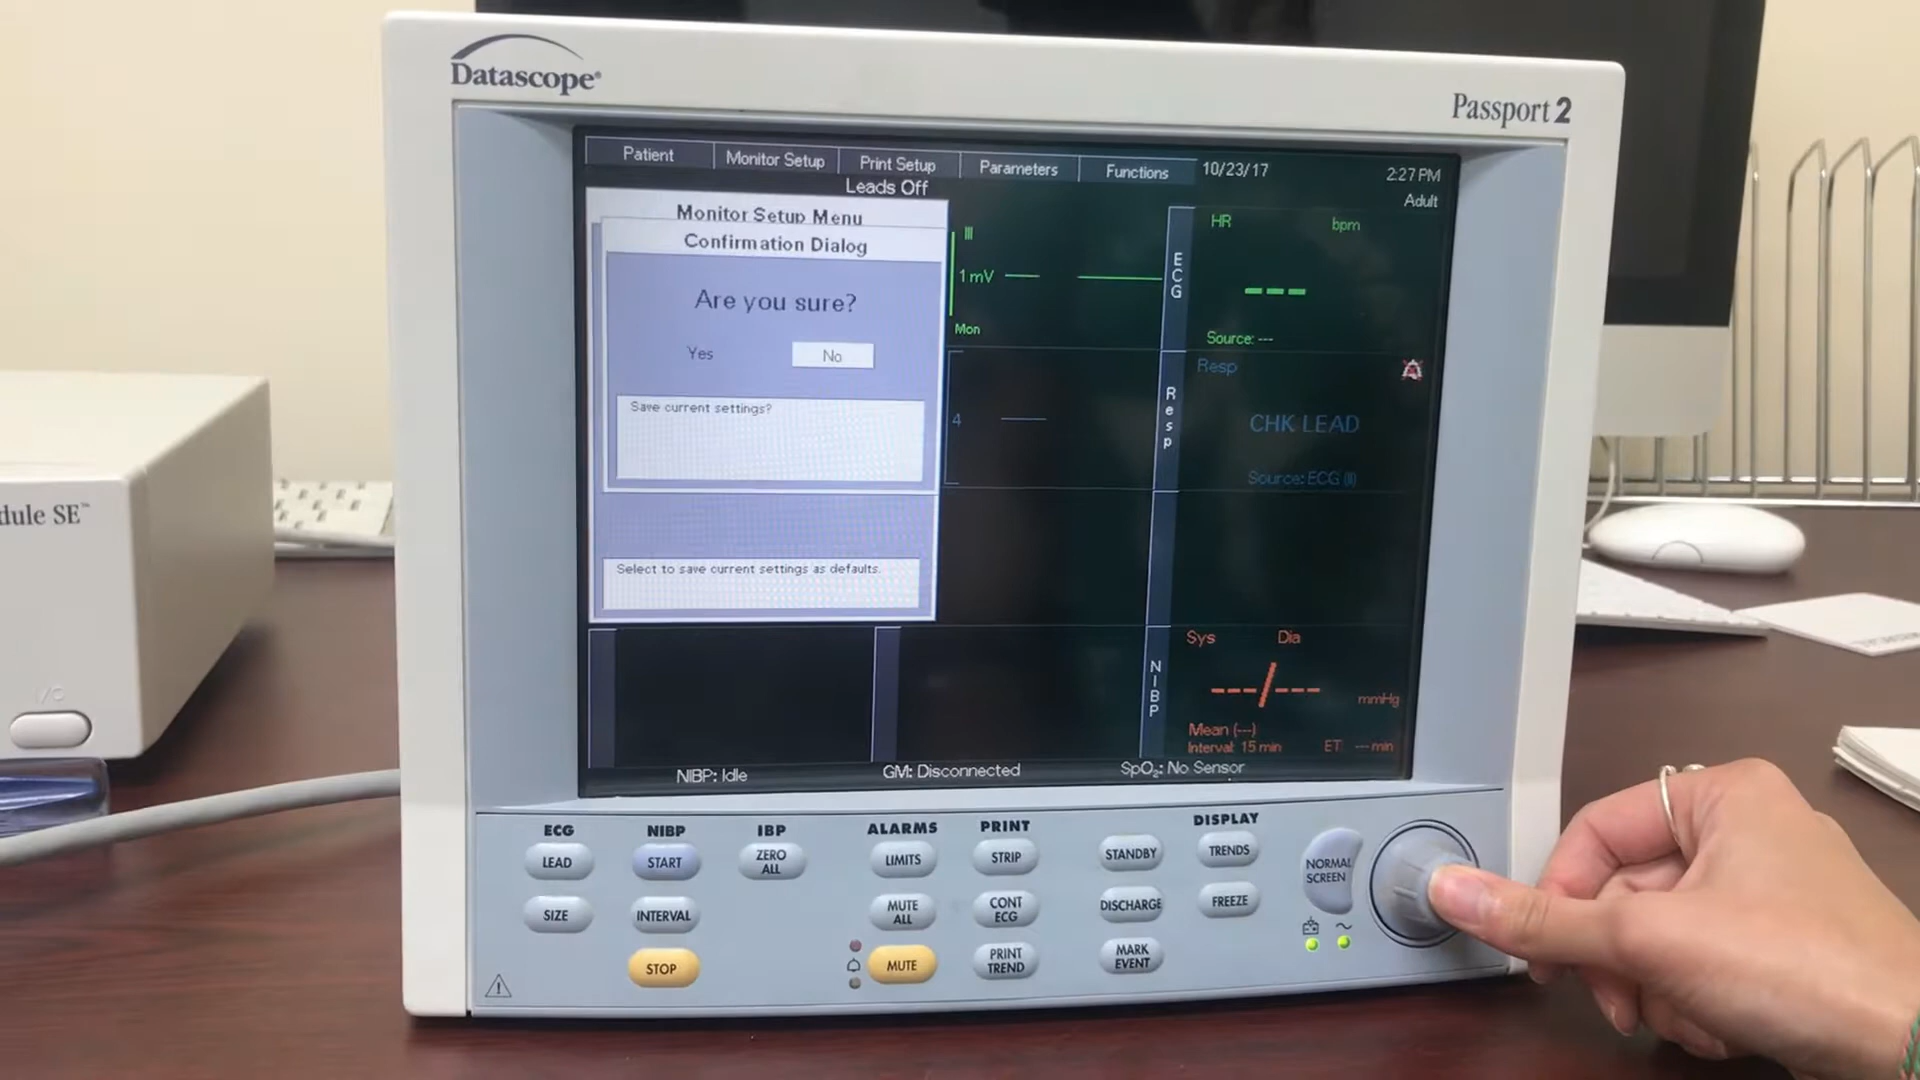 Datascope®
Passport 2
Patient
Monitor Setup
Print Setup
Parameters
Functions
10/23/17
2:27 PM
Leads Off
Adult
Monitor Setup Menu
Confirmation Dialog
Are you sure?
Yes
No
Save current settings?
Select to save current settings as defaults.
III
1 mV
Mon
ECG
HR
bpm
---
Source: ---
4
Resp
Resp
CHK LEAD
Source: ECG (II)
NIBP
Sys
Dia
---/---
mmHg
Mean (---)
Interval: 15 min
ET: --- min
NIBP: Idle
GM: Disconnected
SpO₂: No Sensor
dule SE™
I/C
ECG
LEAD
SIZE
NIBP
START
INTERVAL
STOP
IBP
ZERO
ALL
ALARMS
LIMITS
MUTE
ALL
MUTE
PRINT
STRIP
CONT
ECG
PRINT
TREND
STANDBY
DISCHARGE
MARK
EVENT
DISPLAY
TRENDS
FREEZE
NORMAL
SCREEN